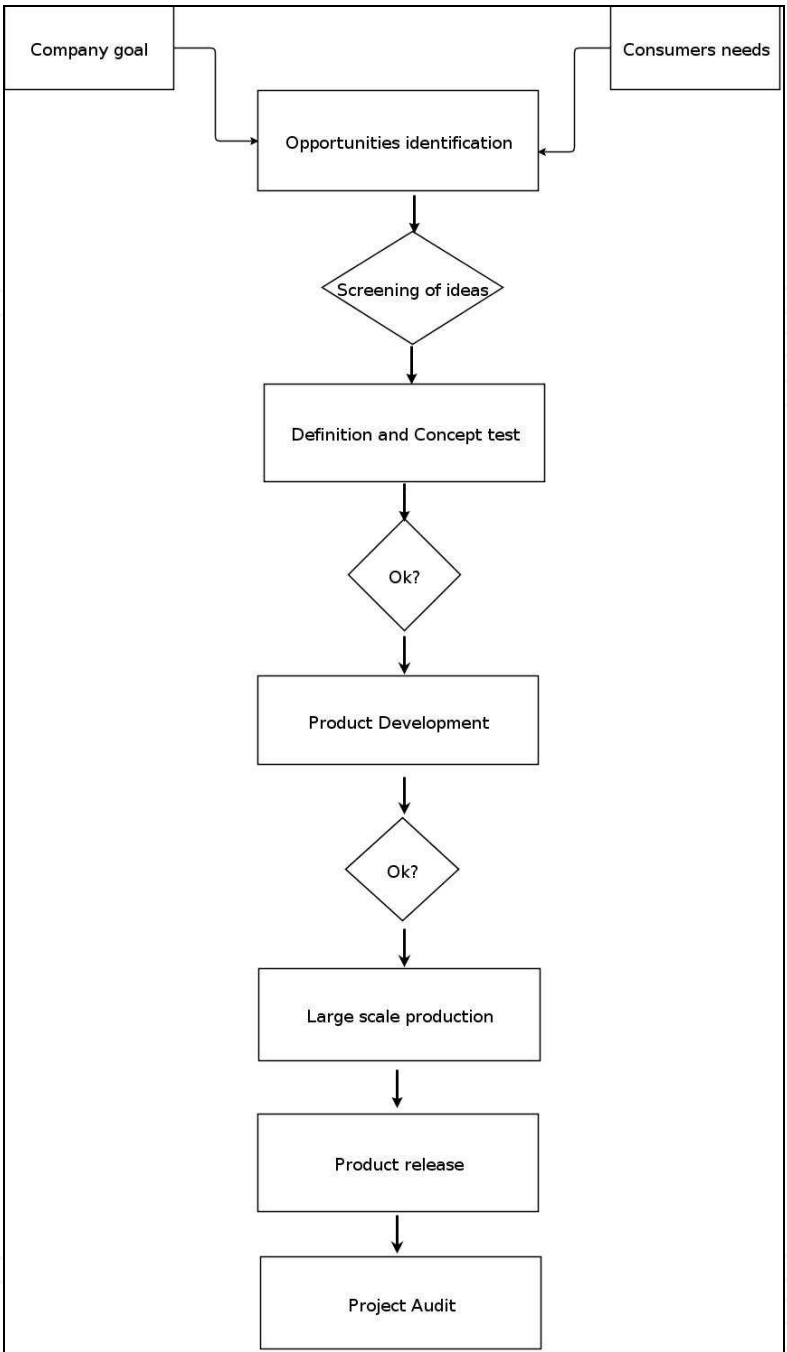 Company goal
Consumers needs
Opportunities identification
Screening of ideas
Definition and Concept test
Ok?
Product Development
Ok?
Large scale production
Product release
Project Audit